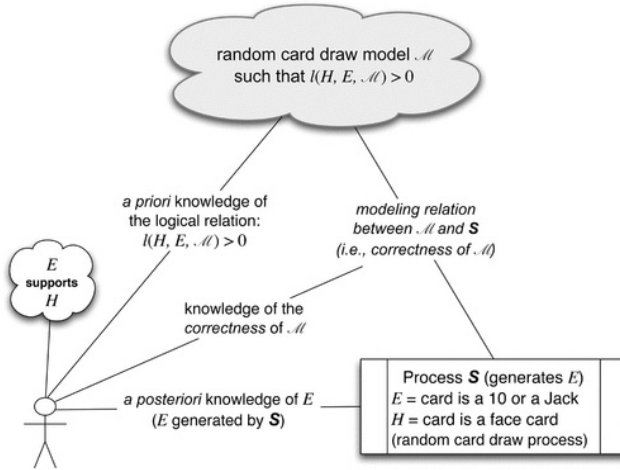 random card draw model ℳ
such that l(H, E, ℳ) > 0
a priori knowledge of
the logical relation:
l(H, E, ℳ) > 0
modeling relation
between ℳ and S
(i.e., correctness of ℳ)
E
supports
H
knowledge of the
correctness of ℳ
a posteriori knowledge of E
(E generated by S)
Process S (generates E)
E = card is a 10 or a Jack
H = card is a face card
(random card draw process)